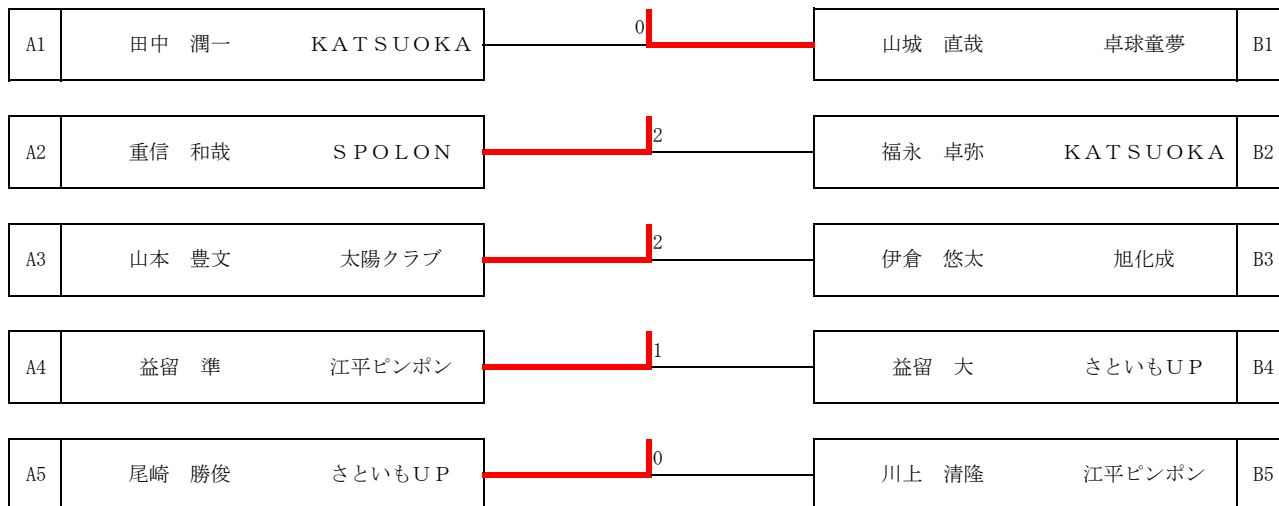 A1 田中 潤一 KATSUOKA 0 山城 直哉 卓球童夢 B1
A2 重信 和哉 SPOLON 2 福永 卓弥 KATSUOKA B2
A3 山本 豊文 太陽クラブ 2 伊倉 悠太 旭化成 B3
A4 益留 準 江平ピンポン 1 益留 大 さといもUP B4
A5 尾崎 勝俊 さといもUP 0 川上 清隆 江平ピンポン B5